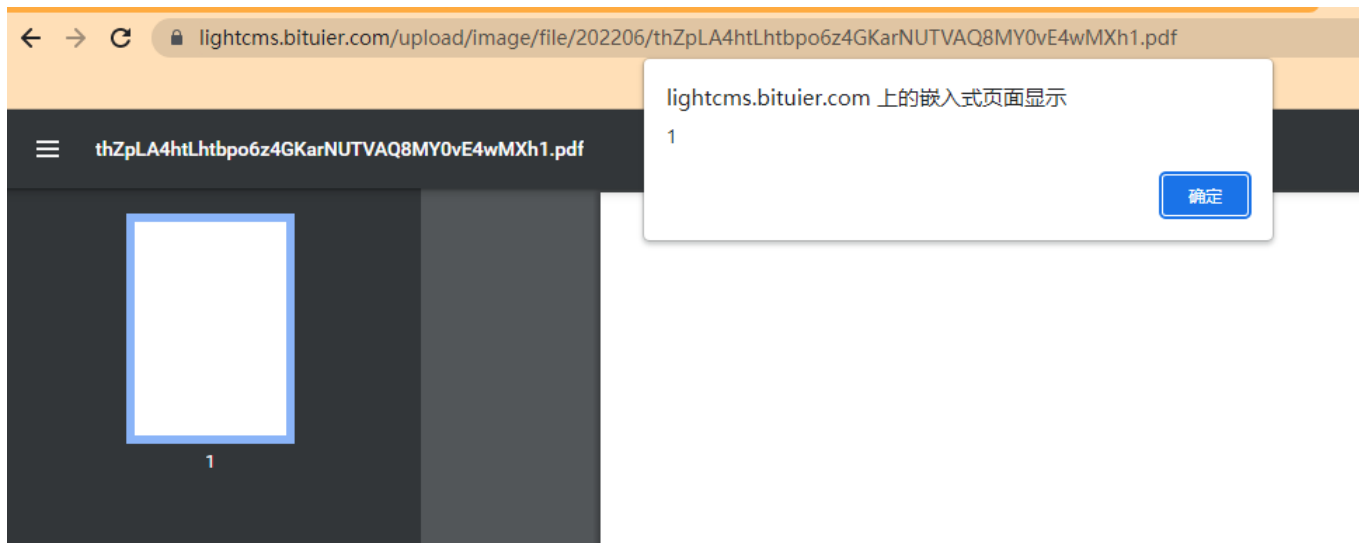 lightcms.bituier.com/upload/image/file/202206/thZpLA4htLhtbpo6z4GKarNUTVAQ8MY0vE4wMXh1.pdf
lightcms.bituier.com 上的嵌入式页面显示
1
确定
thZpLA4htLhtbpo6z4GKarNUTVAQ8MY0vE4wMXh1.pdf
1